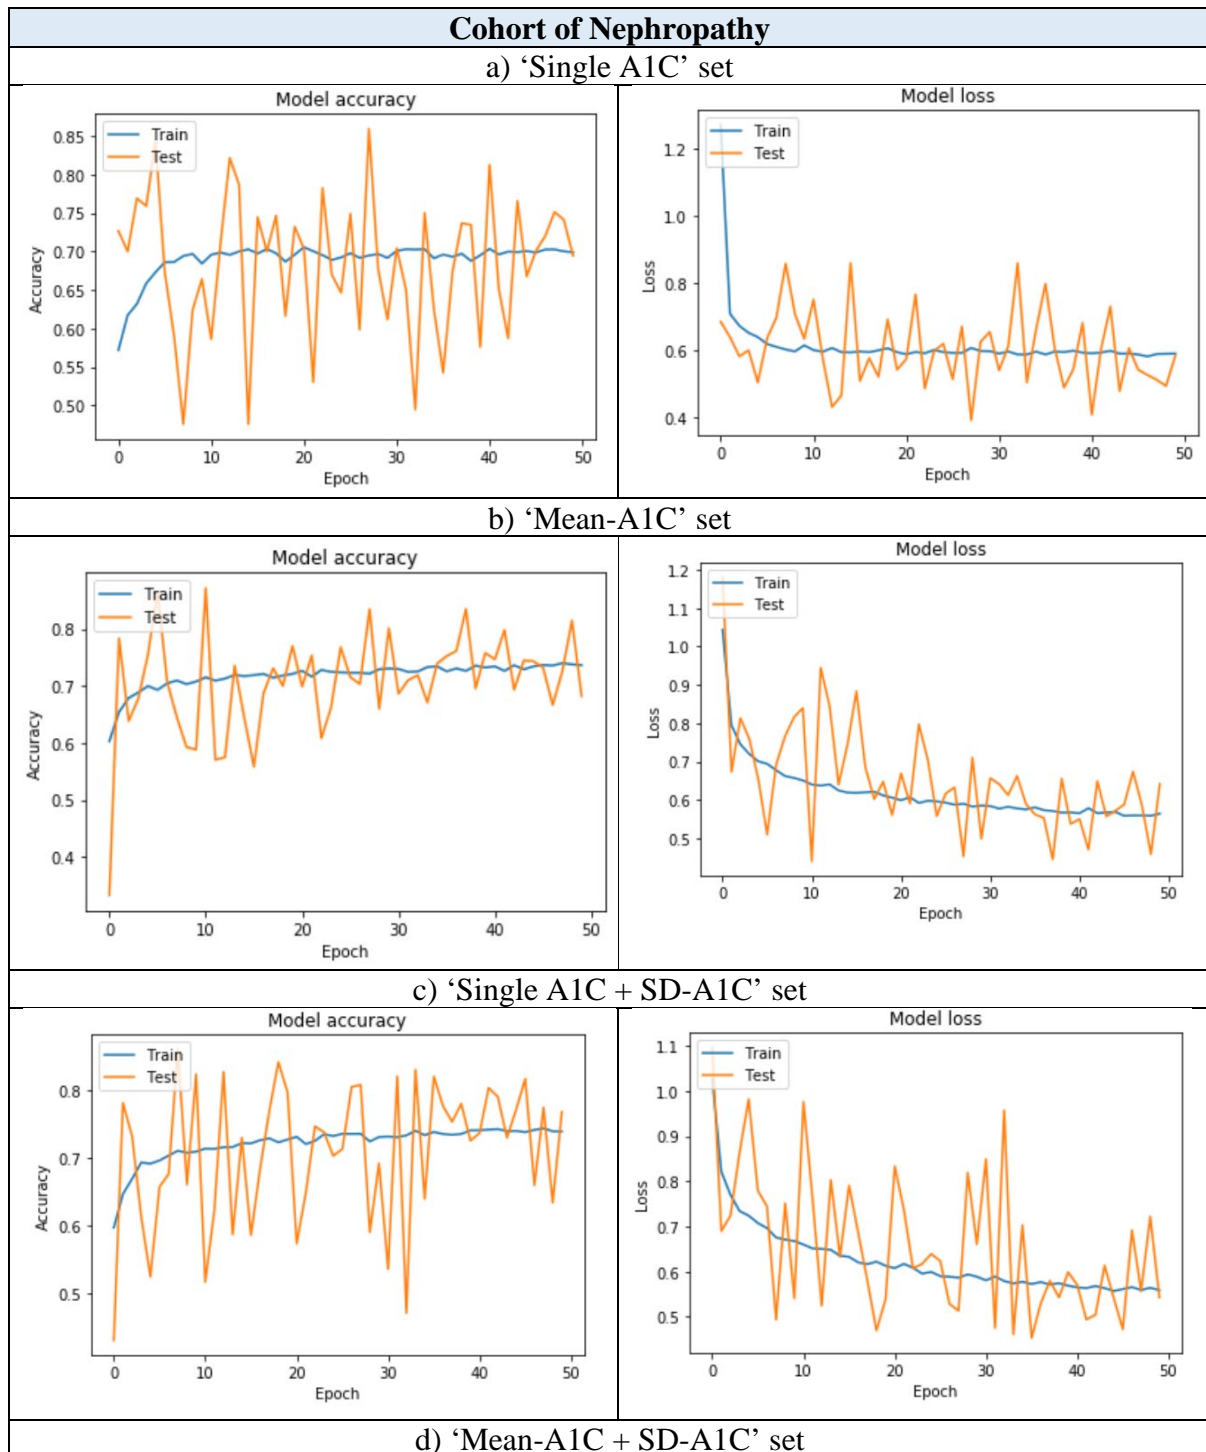 Cohort of Nephropathy
a) ‘Single A1C’ set
Model accuracy
Train
Test
0.85
0.80
0.75
0.70
0.65
0.60
0.55
0.50
Accuracy
0 10 20 30 40 50
Epoch
Model loss
Train
Test
1.2
1.0
0.8
0.6
0.4
Loss
0 10 20 30 40 50
Epoch
b) ‘Mean-A1C’ set
Model accuracy
Train
Test
0.8
0.7
0.6
0.5
0.4
Accuracy
0 10 20 30 40 50
Epoch
Model loss
Train
Test
1.2
1.1
1.0
0.9
0.8
0.7
0.6
0.5
Loss
0 10 20 30 40 50
Epoch
c) ‘Single A1C + SD-A1C’ set
Model accuracy
Train
Test
0.8
0.7
0.6
0.5
Accuracy
0 10 20 30 40 50
Epoch
Model loss
Train
Test
1.1
1.0
0.9
0.8
0.7
0.6
0.5
Loss
0 10 20 30 40 50
Epoch
d) ‘Mean-A1C + SD-A1C’ set